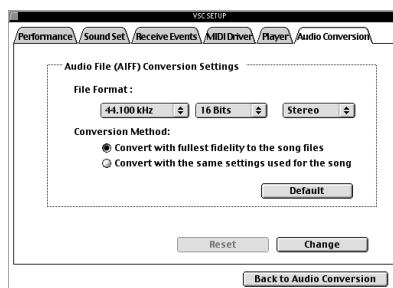 VSC SETUP
Performance Sound Set Receive Events MIDI Driver Player Audio Conversion
Audio File (AIFF) Conversion Settings
File Format :
44.100 kHz 16 Bits Stereo
Conversion Method:
Convert with fullest fidelity to the song files
Convert with the same settings used for the song
Default
Reset Change
Back to Audio Conversion